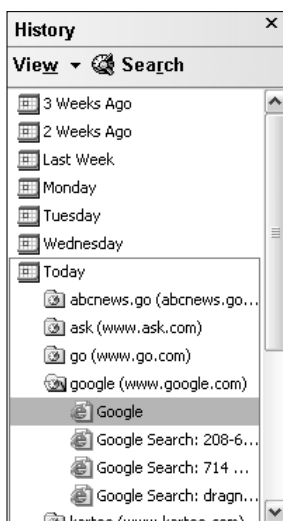 History ×
View Search
3 Weeks Ago
2 Weeks Ago
Last Week
Monday
Tuesday
Wednesday
Today
abcnews.go (abcnews.go...
ask (www.ask.com)
go (www.go.com)
google (www.google.com)
Google
Google Search: 208-6...
Google Search: 714 ...
Google Search: dragn...